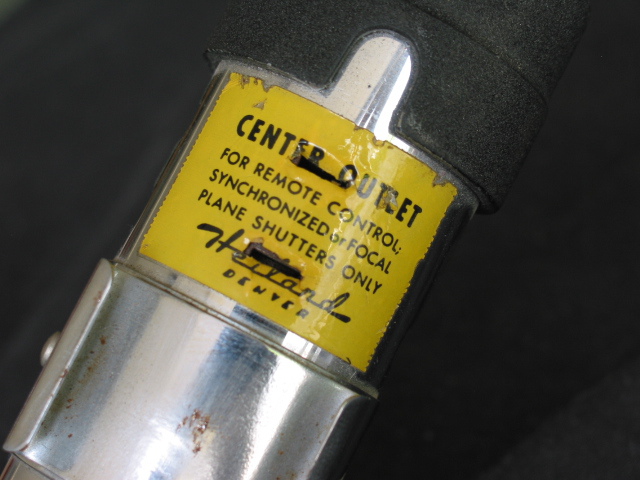 CENTER OUTLET
FOR REMOTE CONTROL;
SYNCHRONIZED or FOCAL
PLANE SHUTTERS ONLY
Heiland
DENVER